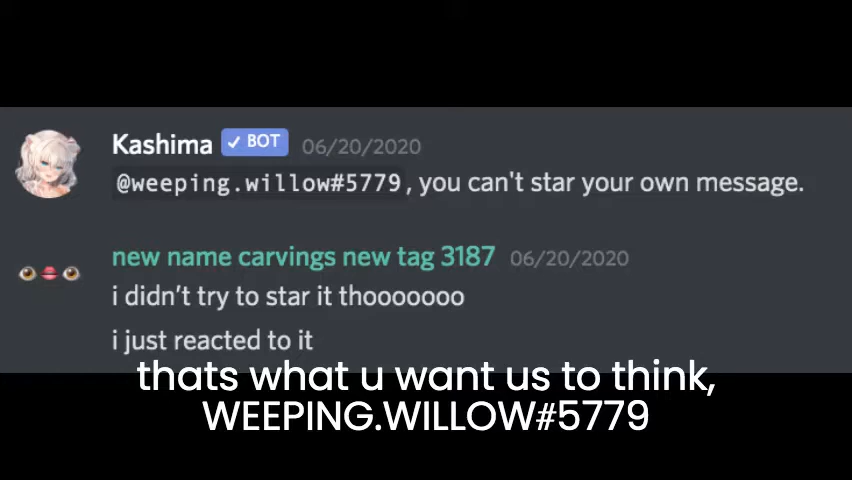 Kashima ✓ BOT 06/20/2020
@weeping.willow#5779, you can't star your own message.
new name carvings new tag 3187 06/20/2020
i didn't try to star it thooooooo
i just reacted to it
thats what u want us to think,
WEEPING.WILLOW#5779